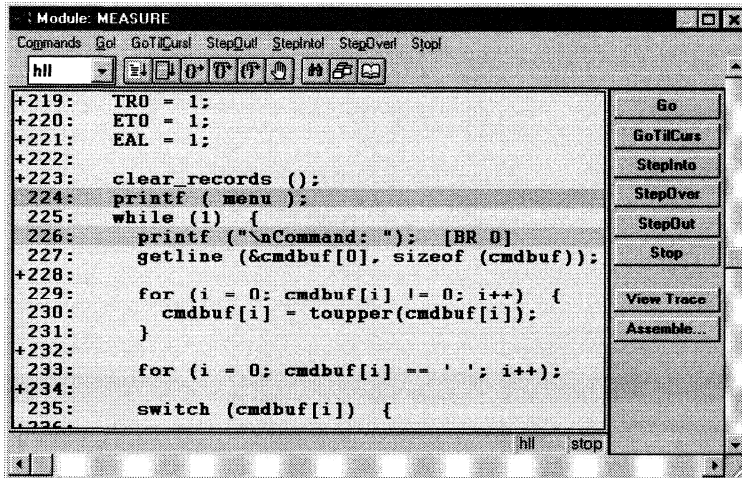 Module: MEASURE
Commands Go! GoTilCurs! StepOut! StepInto! StepOver! Stop!
hll
+219: TR0 = 1;
+220: ET0 = 1;
+221: EAL = 1;
+222:
+223: clear_records ();
224: printf ( menu );
225: while (1) {
226: printf ("\nCommand: "); [BR 0]
227: getline (&cmdbuf[0], sizeof (cmdbuf));
+228:
229: for (i = 0; cmdbuf[i] != 0; i++) {
230: cmdbuf[i] = toupper(cmdbuf[i]);
231: }
+232:
233: for (i = 0; cmdbuf[i] == ' '; i++);
+234:
235: switch (cmdbuf[i]) {
+236:
Go
GoTilCurs
StepInto
StepOver
StepOut
Stop
View Trace
Assemble...
hll stop